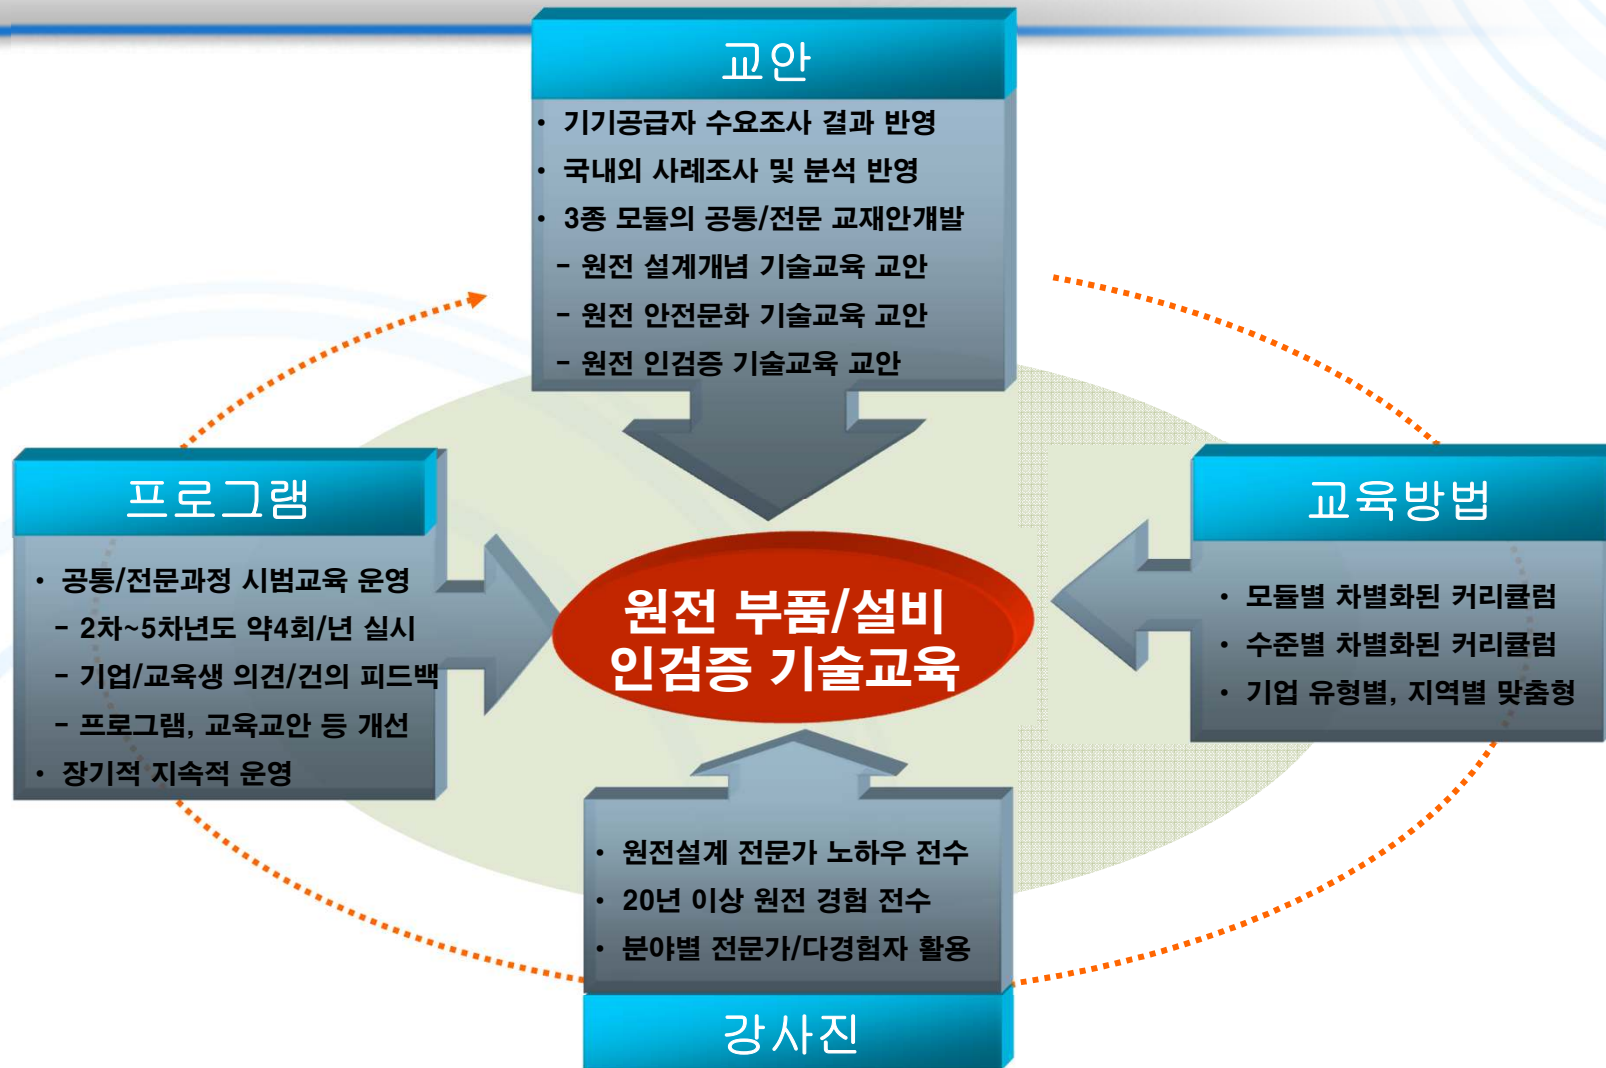 교안
• 기기공급자 수요조사 결과 반영
• 국내외 사례조사 및 분석 반영
• 3종 모듈의 공통/전문 교재안개발
- 원전 설계개념 기술교육 교안
- 원전 안전문화 기술교육 교안
- 원전 인검증 기술교육 교안
프로그램
• 공통/전문과정 시범교육 운영
- 2차~5차년도 약4회/년 실시
- 기업/교육생 의견/건의 피드백
- 프로그램, 교육교안 등 개선
• 장기적 지속적 운영
원전 부품/설비
인검증 기술교육
교육방법
• 모듈별 차별화된 커리큘럼
• 수준별 차별화된 커리큘럼
• 기업 유형별, 지역별 맞춤형
• 원전설계 전문가 노하우 전수
• 20년 이상 원전 경험 전수
• 분야별 전문가/다경험자 활용
강사진